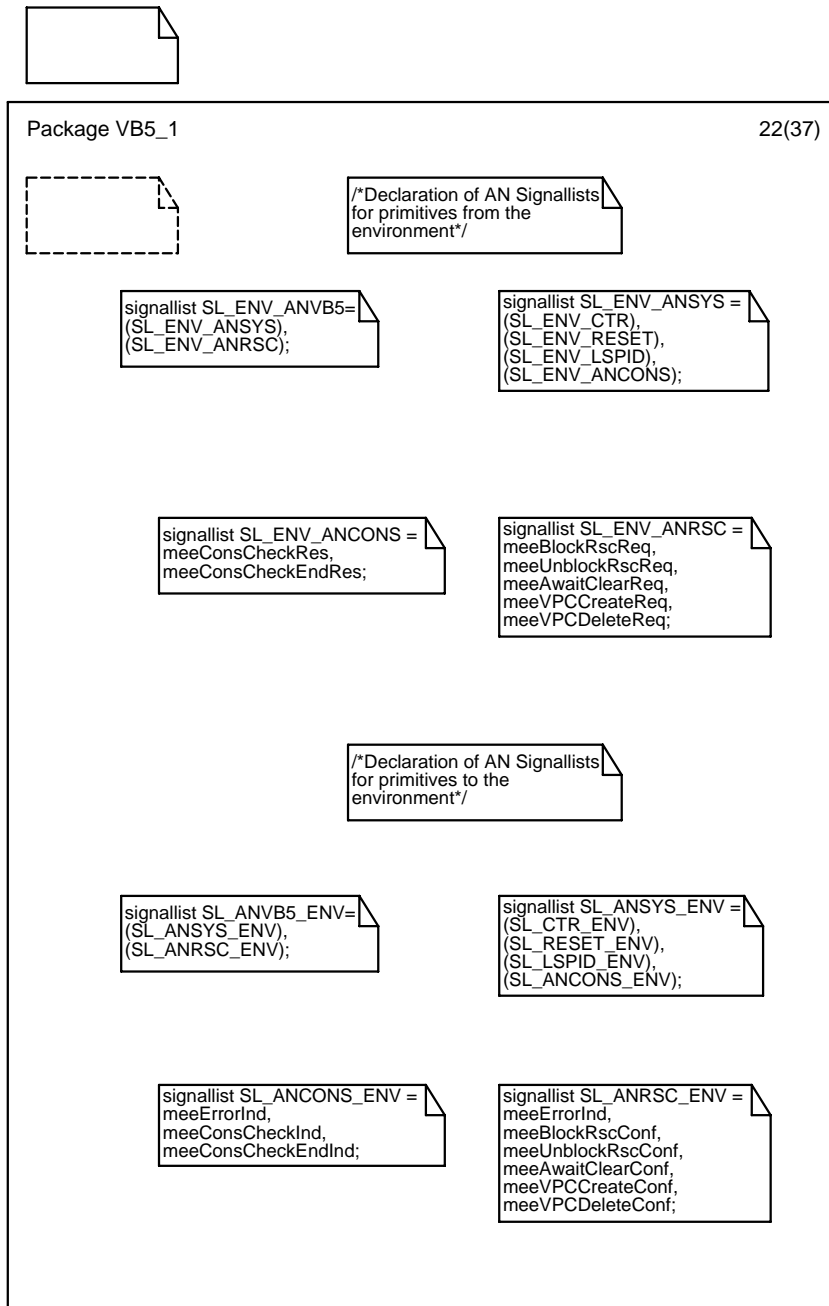 Package VB5_1
22(37)
/*Declaration of AN Signallists
for primitives from the
environment*/
signallist SL_ENV_ANVB5=
(SL_ENV_ANSYS),
(SL_ENV_ANRSC);
signallist SL_ENV_ANSYS =
(SL_ENV_CTR),
(SL_ENV_RESET),
(SL_ENV_LSPID),
(SL_ENV_ANCONS);
signallist SL_ENV_ANCONS =
meeConsCheckRes,
meeConsCheckEndRes;
signallist SL_ENV_ANRSC =
meeBlockRscReq,
meeUnblockRscReq,
meeAwaitClearReq,
meeVPCCreateReq,
meeVPCDeleteReq;
/*Declaration of AN Signallists
for primitives to the
environment*/
signallist SL_ANVB5_ENV=
(SL_ANSYS_ENV),
(SL_ANRSC_ENV);
signallist SL_ANSYS_ENV =
(SL_CTR_ENV),
(SL_RESET_ENV),
(SL_LSPID_ENV),
(SL_ANCONS_ENV);
signallist SL_ANCONS_ENV =
meeErrorInd,
meeConsCheckInd,
meeConsCheckEndInd;
signallist SL_ANRSC_ENV =
meeErrorInd,
meeBlockRscConf,
meeUnblockRscConf,
meeAwaitClearConf,
meeVPCCreateConf,
meeVPCDeleteConf;